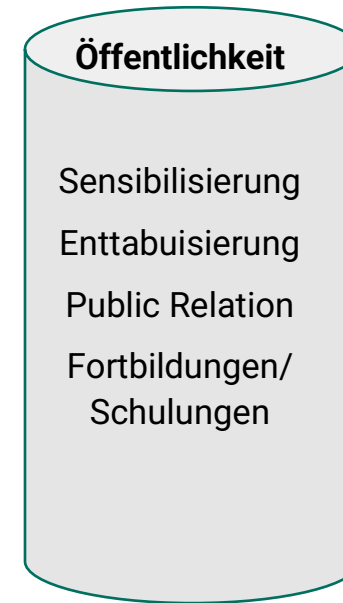 Öffentlichkeit
Sensibilisierung
Enttabuisierung
Public Relation
Fortbildungen/
Schulungen